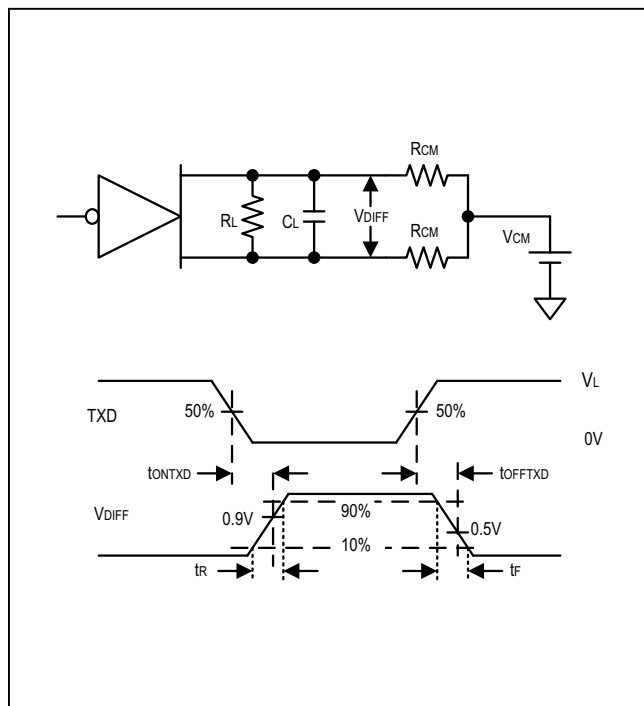 RCM
RL
CL
VDIFF
RCM
VCM
VL
TXD
50%
50%
0V
tONTXD
tOFFTXD
VDIFF
0.9V
90%
0.5V
10%
tR
tF